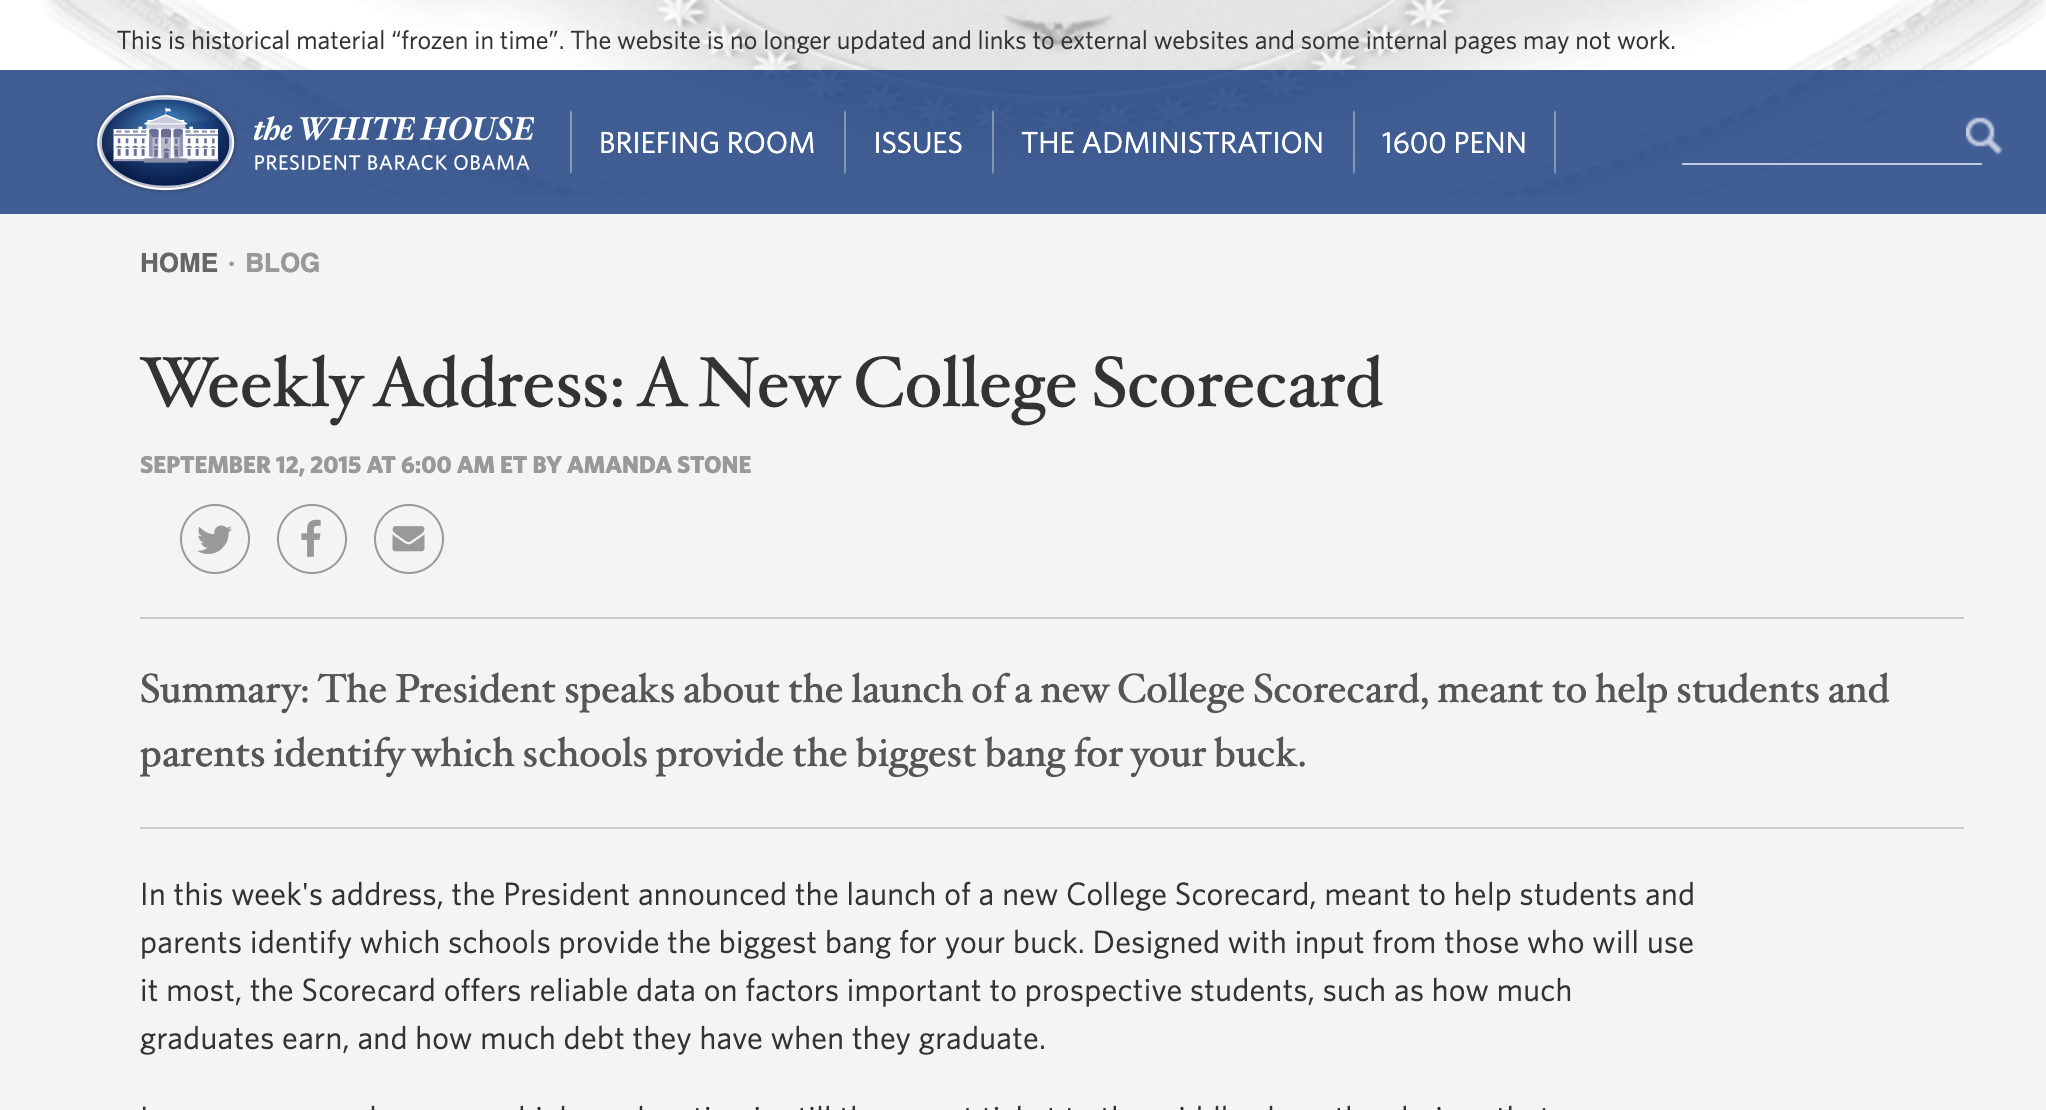 This is historical material “frozen in time”. The website is no longer updated and links to external websites and some internal pages may not work.
the WHITE HOUSE
PRESIDENT BARACK OBAMA
BRIEFING ROOM
ISSUES
THE ADMINISTRATION
1600 PENN
HOME · BLOG
Weekly Address: A New College Scorecard
SEPTEMBER 12, 2015 AT 6:00 AM ET BY AMANDA STONE
Summary: The President speaks about the launch of a new College Scorecard, meant to help students and
parents identify which schools provide the biggest bang for your buck.
In this week's address, the President announced the launch of a new College Scorecard, meant to help students and
parents identify which schools provide the biggest bang for your buck. Designed with input from those who will use
it most, the Scorecard offers reliable data on factors important to prospective students, such as how much
graduates earn, and how much debt they have when they graduate.